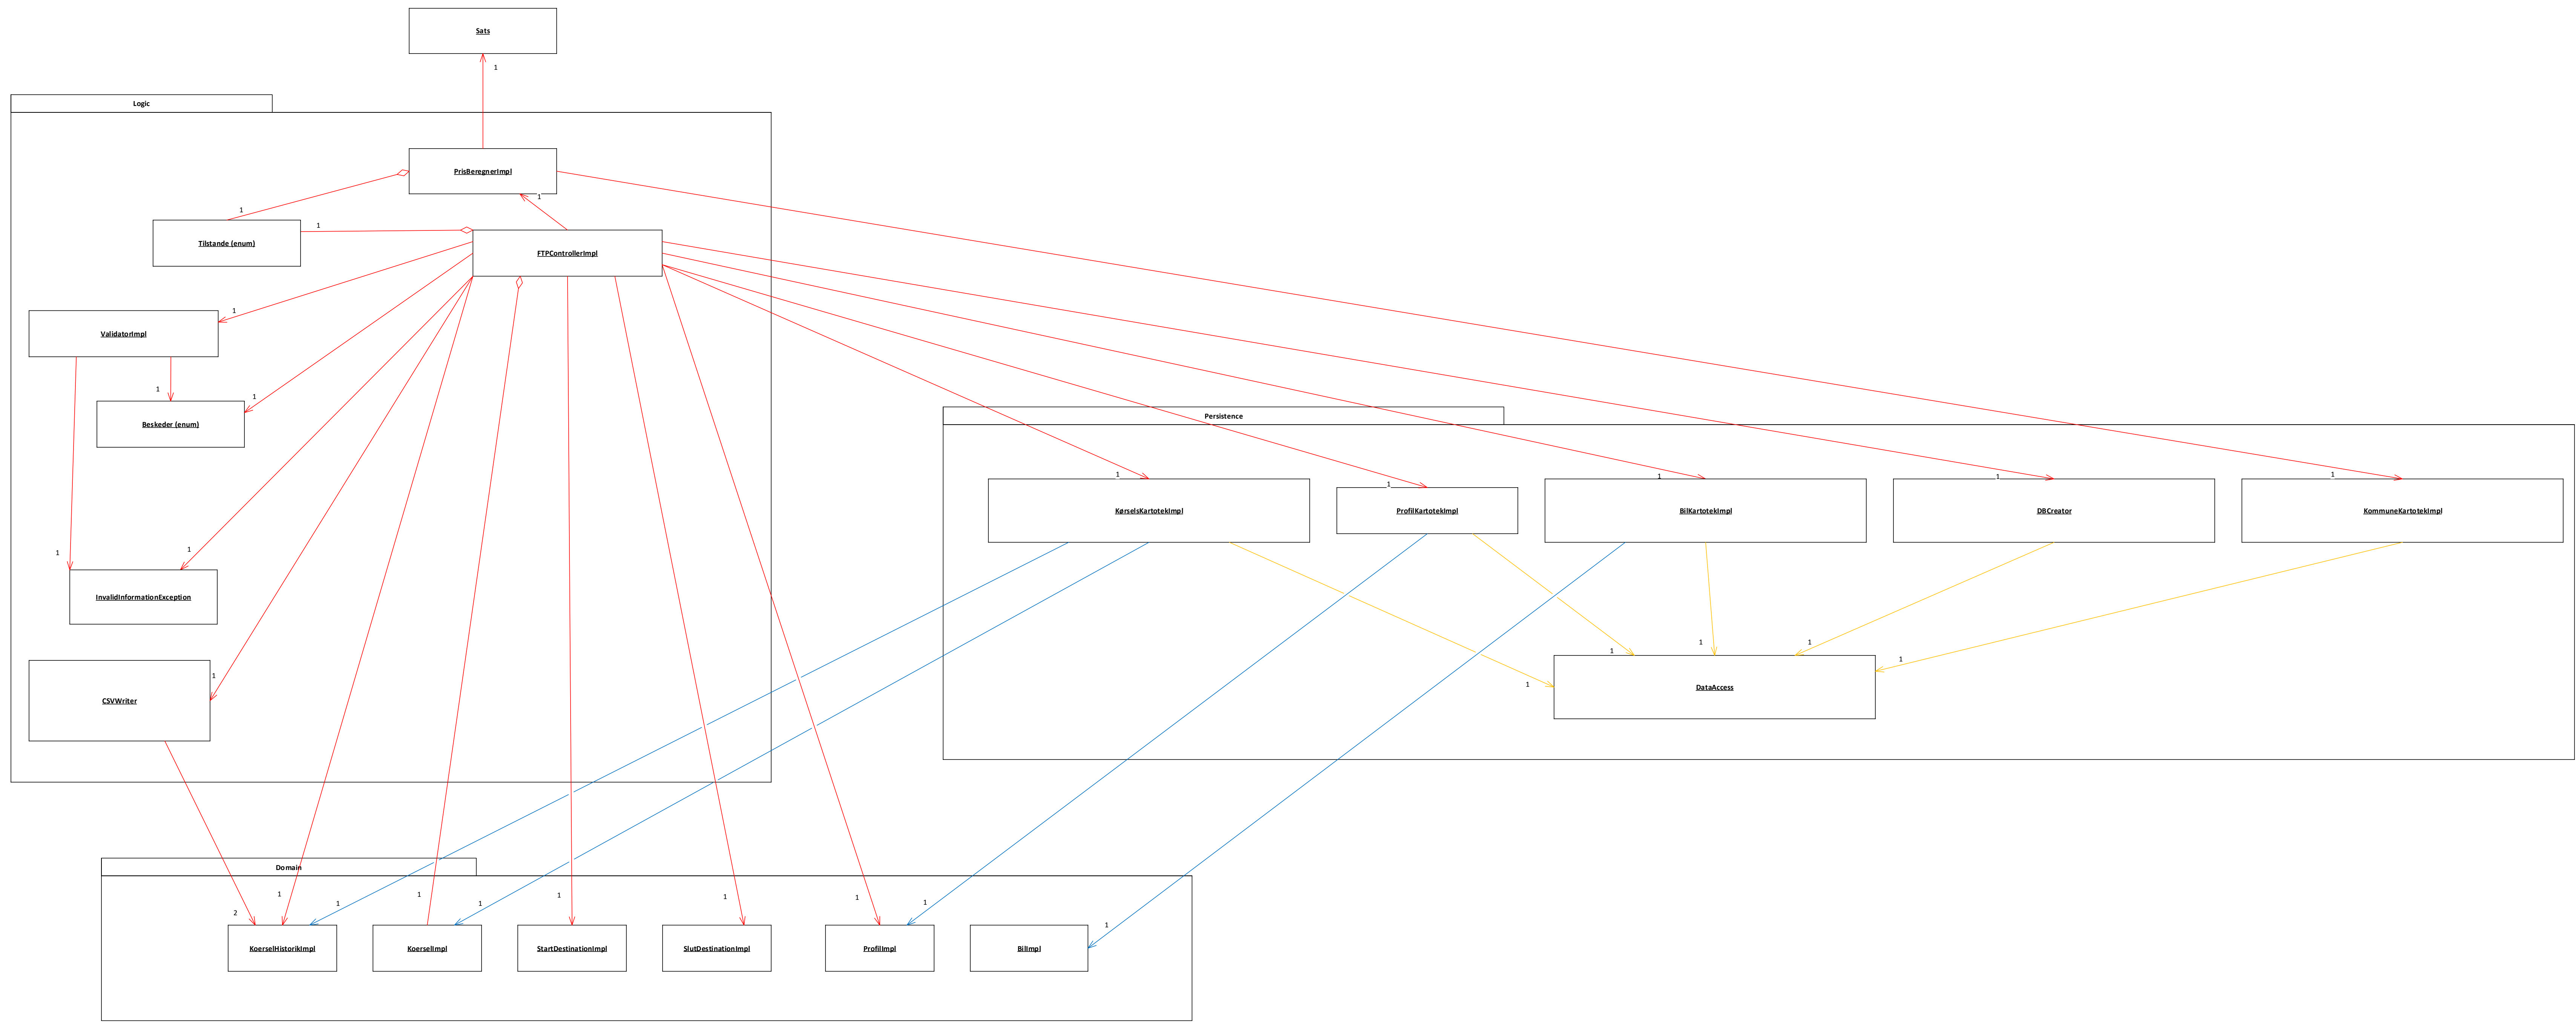 Sats
1
Logic
PrisBeregnerImpl
1
1
1
Tilstande (enum)
FTPControllerImpl
1
ValidatorImpl
1
1
Beskeder (enum)
Persistence
1
1
1
1
1
KørselsKartotekImpl
ProfilKartotekImpl
BilKartotekImpl
DBCreator
KommuneKartotekImpl
1
1
InvalidInformationException
1
1
1
1
1
1
DataAccess
CSVWriter
Domain
2
1
1
1
1
1
1
1
1
1
KoerselHistorikImpl
KoerselImpl
StartDestinationImpl
SlutDestinationImpl
ProfilImpl
BilImpl